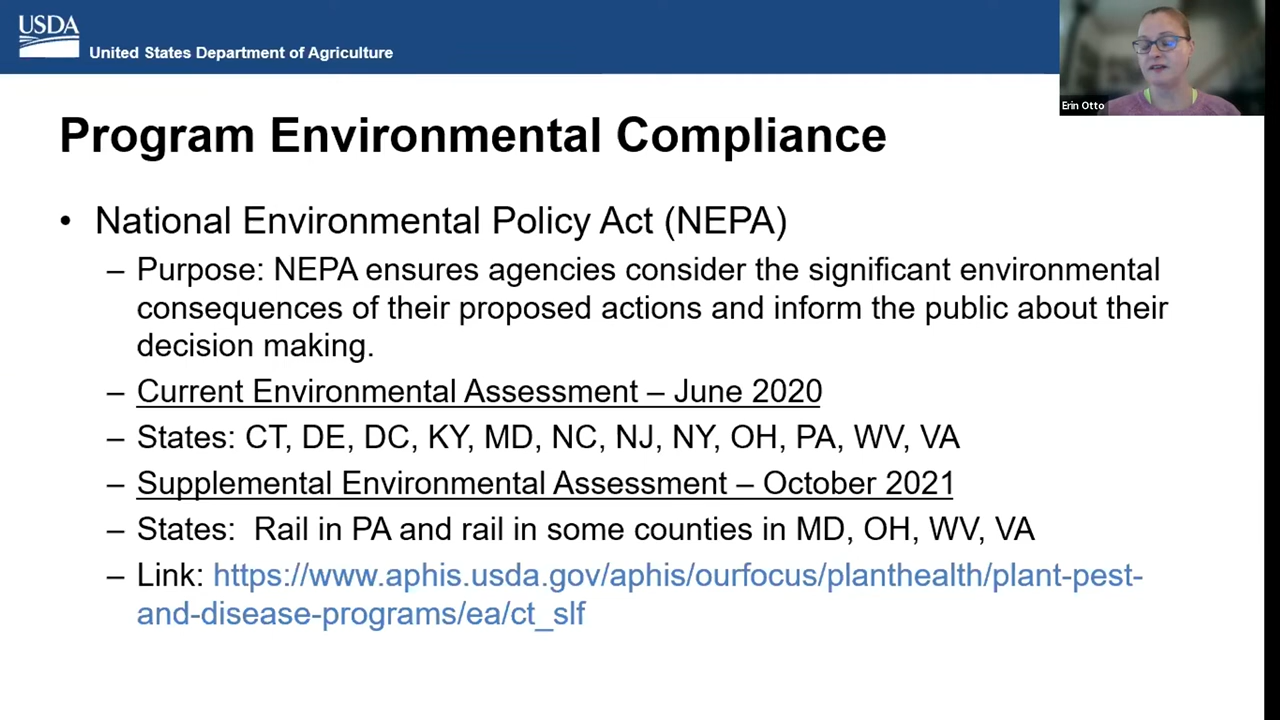 USDA
United States Department of Agriculture
Erin Otto
Program Environmental Compliance
• National Environmental Policy Act (NEPA)
– Purpose: NEPA ensures agencies consider the significant environmental
consequences of their proposed actions and inform the public about their
decision making.
– Current Environmental Assessment – June 2020
– States: CT, DE, DC, KY, MD, NC, NJ, NY, OH, PA, WV, VA
– Supplemental Environmental Assessment – October 2021
– States:  Rail in PA and rail in some counties in MD, OH, WV, VA
– Link: https://www.aphis.usda.gov/aphis/ourfocus/planthealth/plant-pest-
and-disease-programs/ea/ct_slf